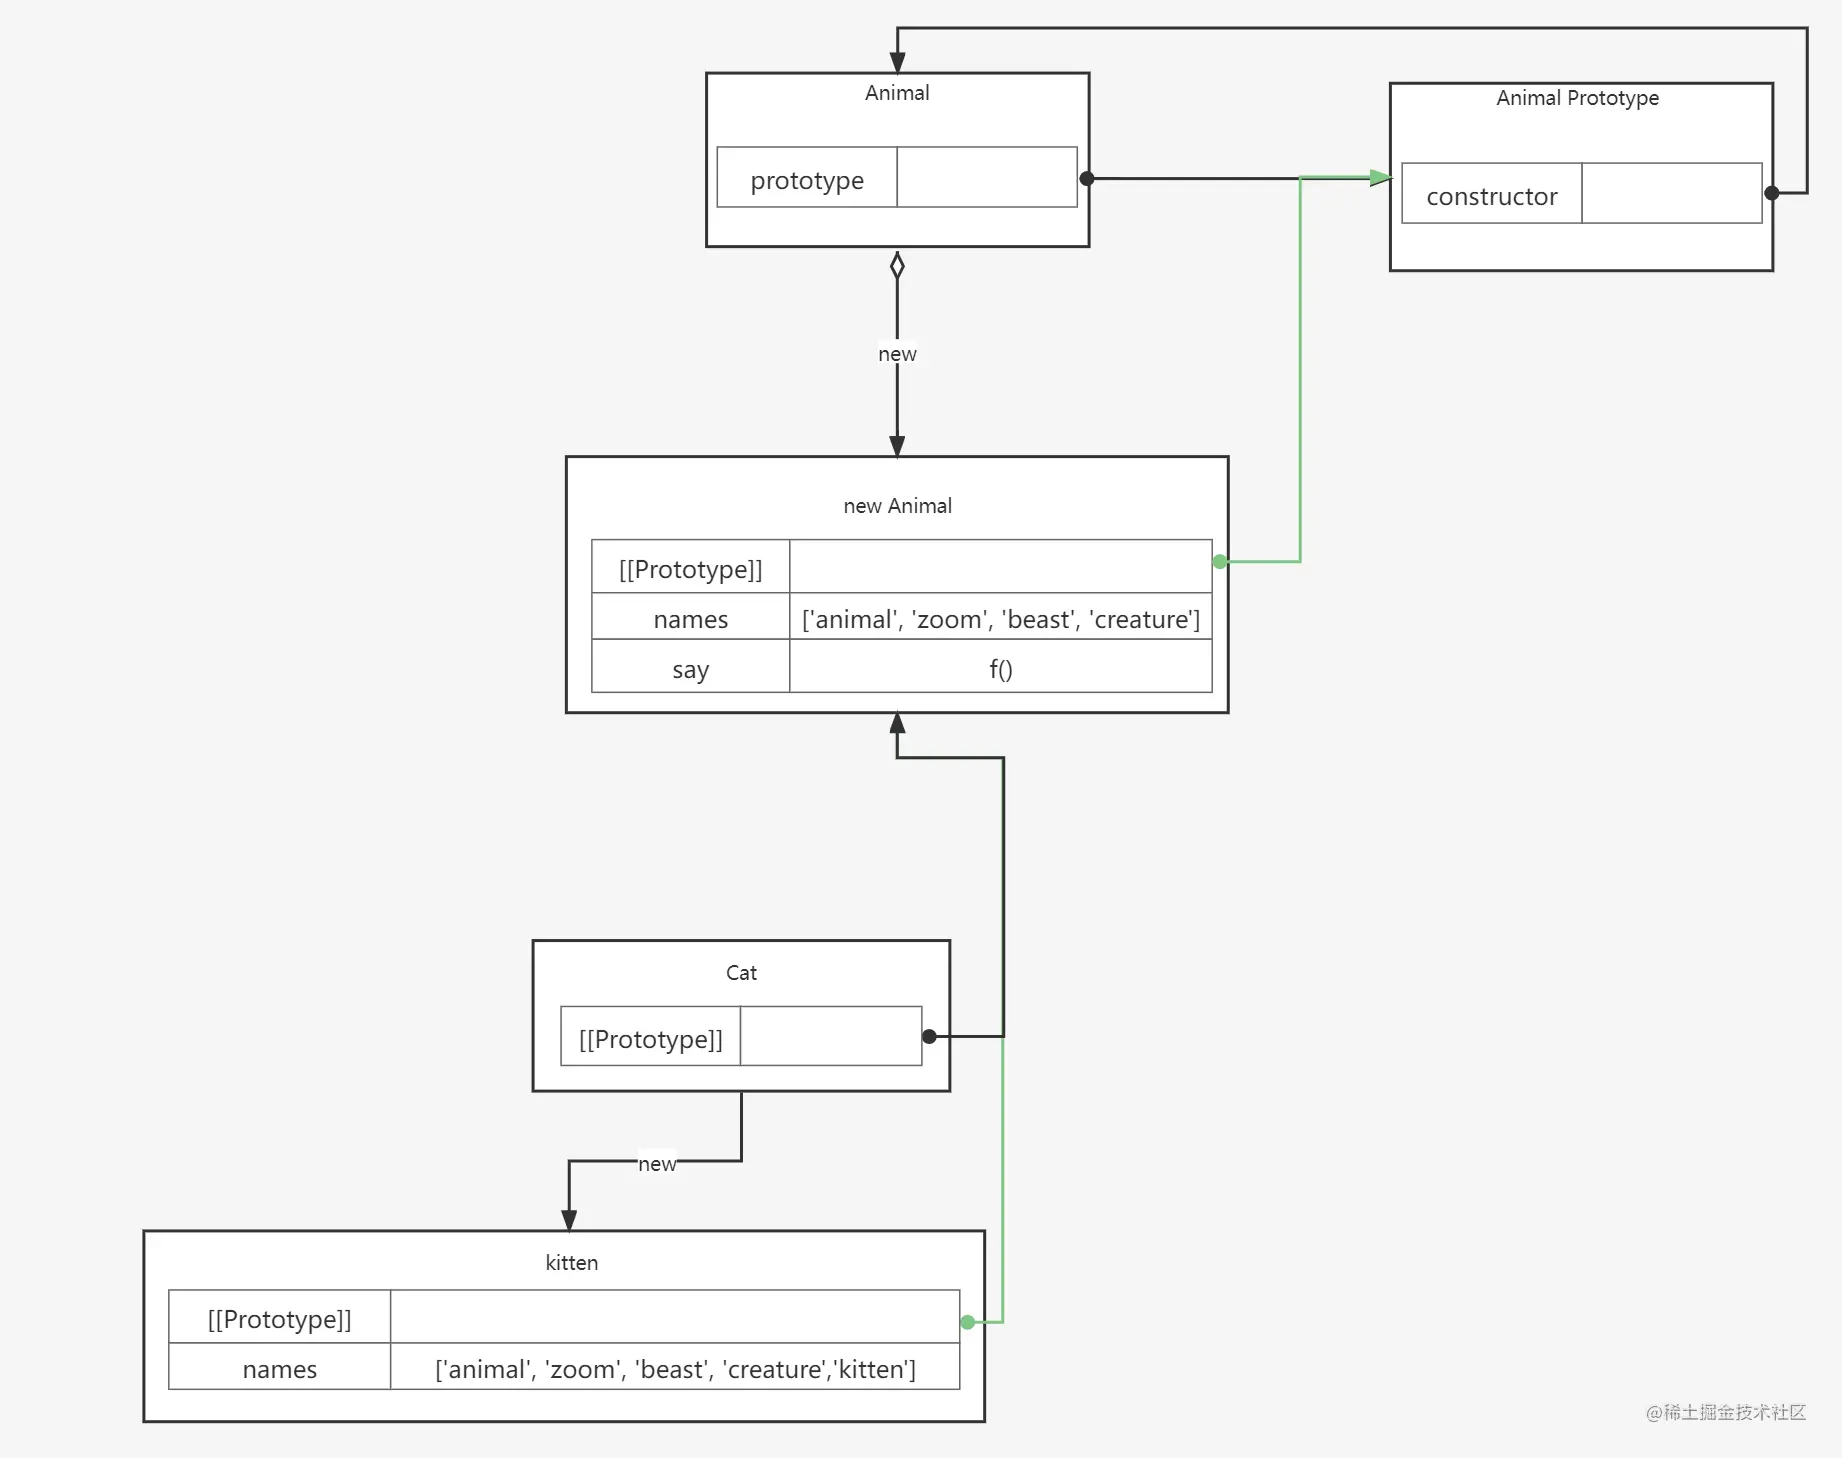 Animal
prototype
Animal Prototype
constructor
new
new Animal
[[Prototype]]
names ['animal', 'zoom', 'beast', 'creature']
say f()
Cat
[[Prototype]]
new
kitten
[[Prototype]]
names ['animal', 'zoom', 'beast', 'creature','kitten']
@稀土掘金技术社区